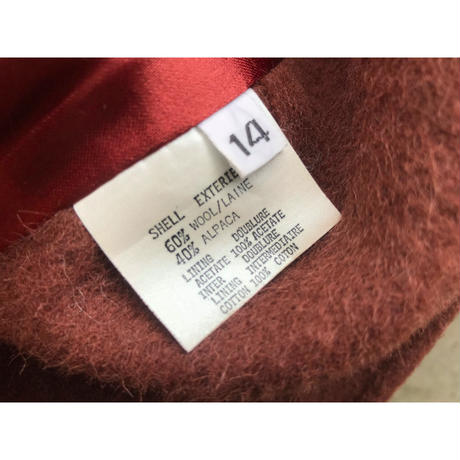 14
SHELL EXTERIE
60% WOOL/LAINE
40% ALPACA
LINING DOUBLURE
ACETATE 100% ACETATE
INTER DOUBLURE
LINING INTERMEDIAIRE
COTTON 100% COTON